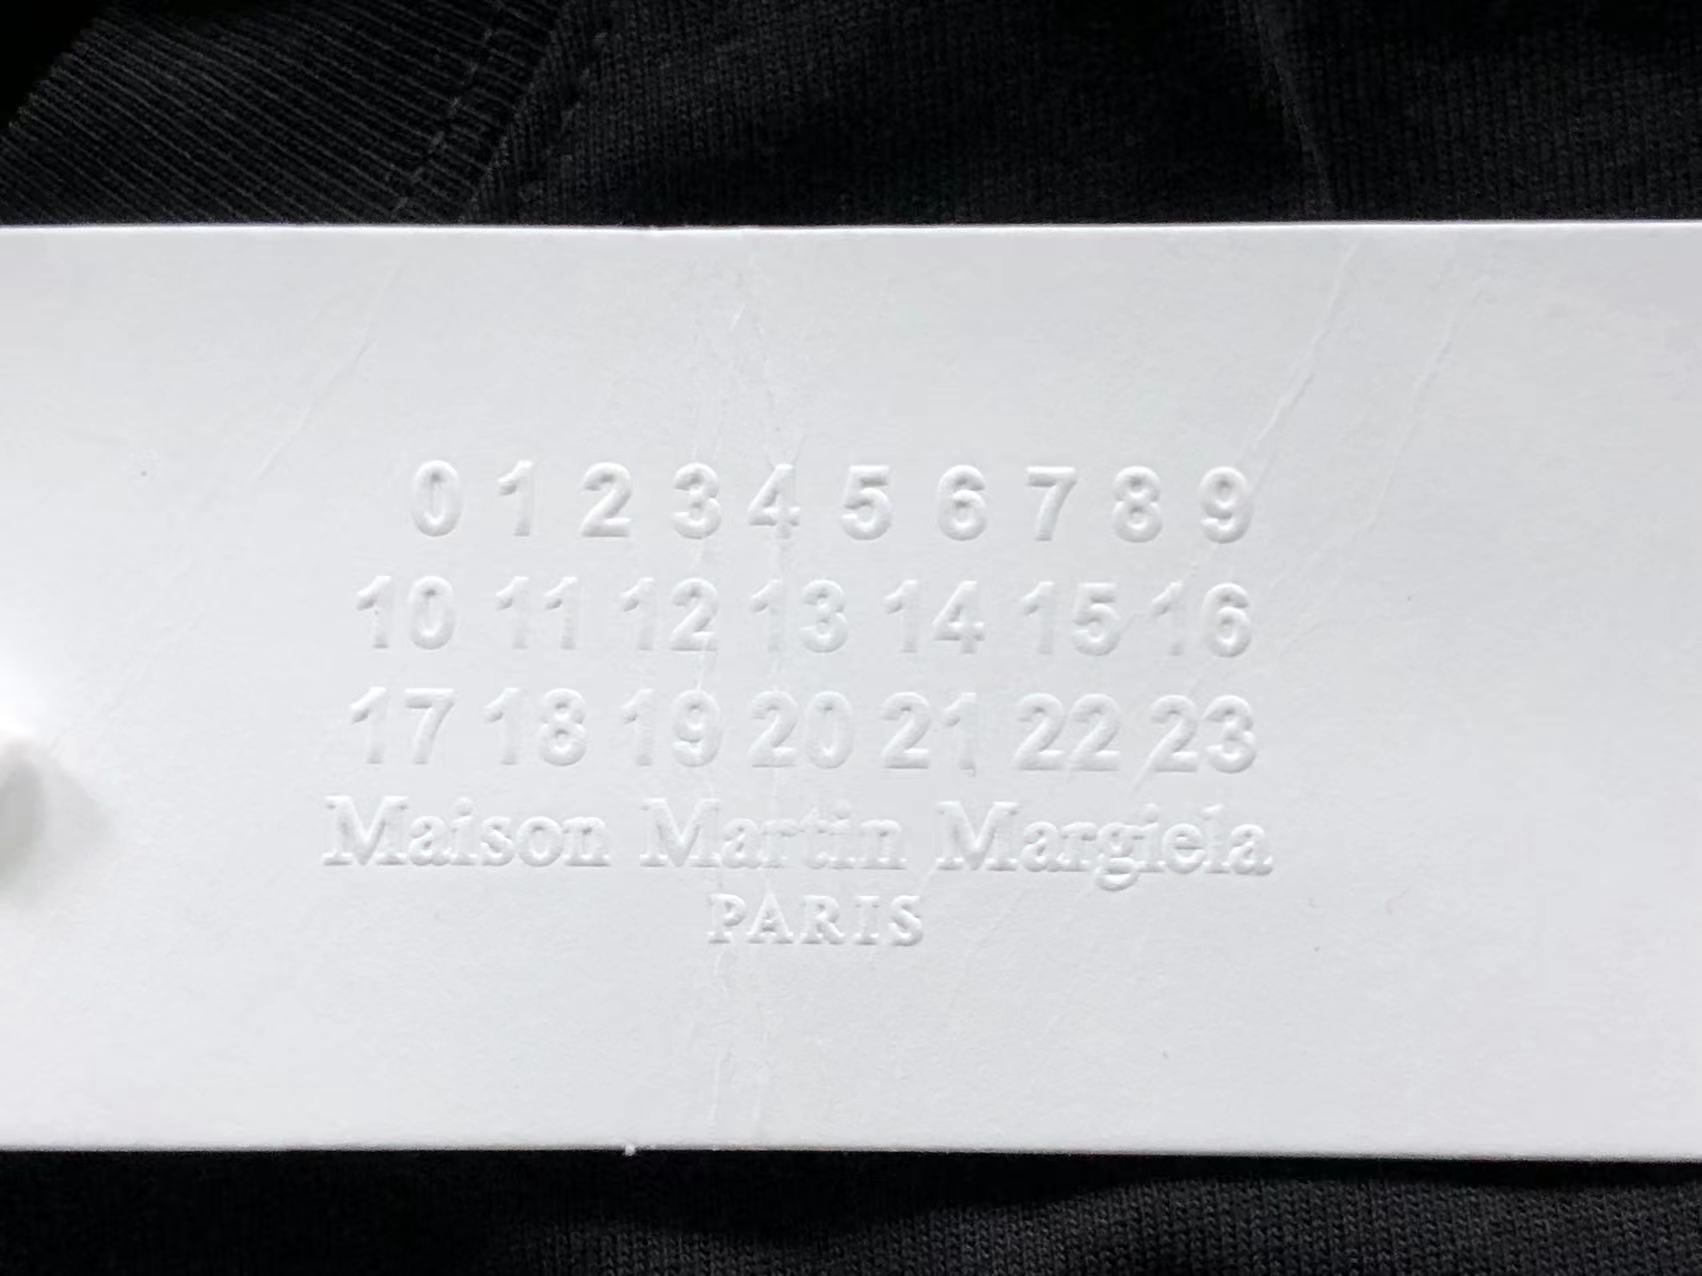 0 1 2 3 4 5 6 7 8 9
10 11 12 13 14 15 16
17 18 19 20 21 22 23
Maison Martin Margiela
PARIS